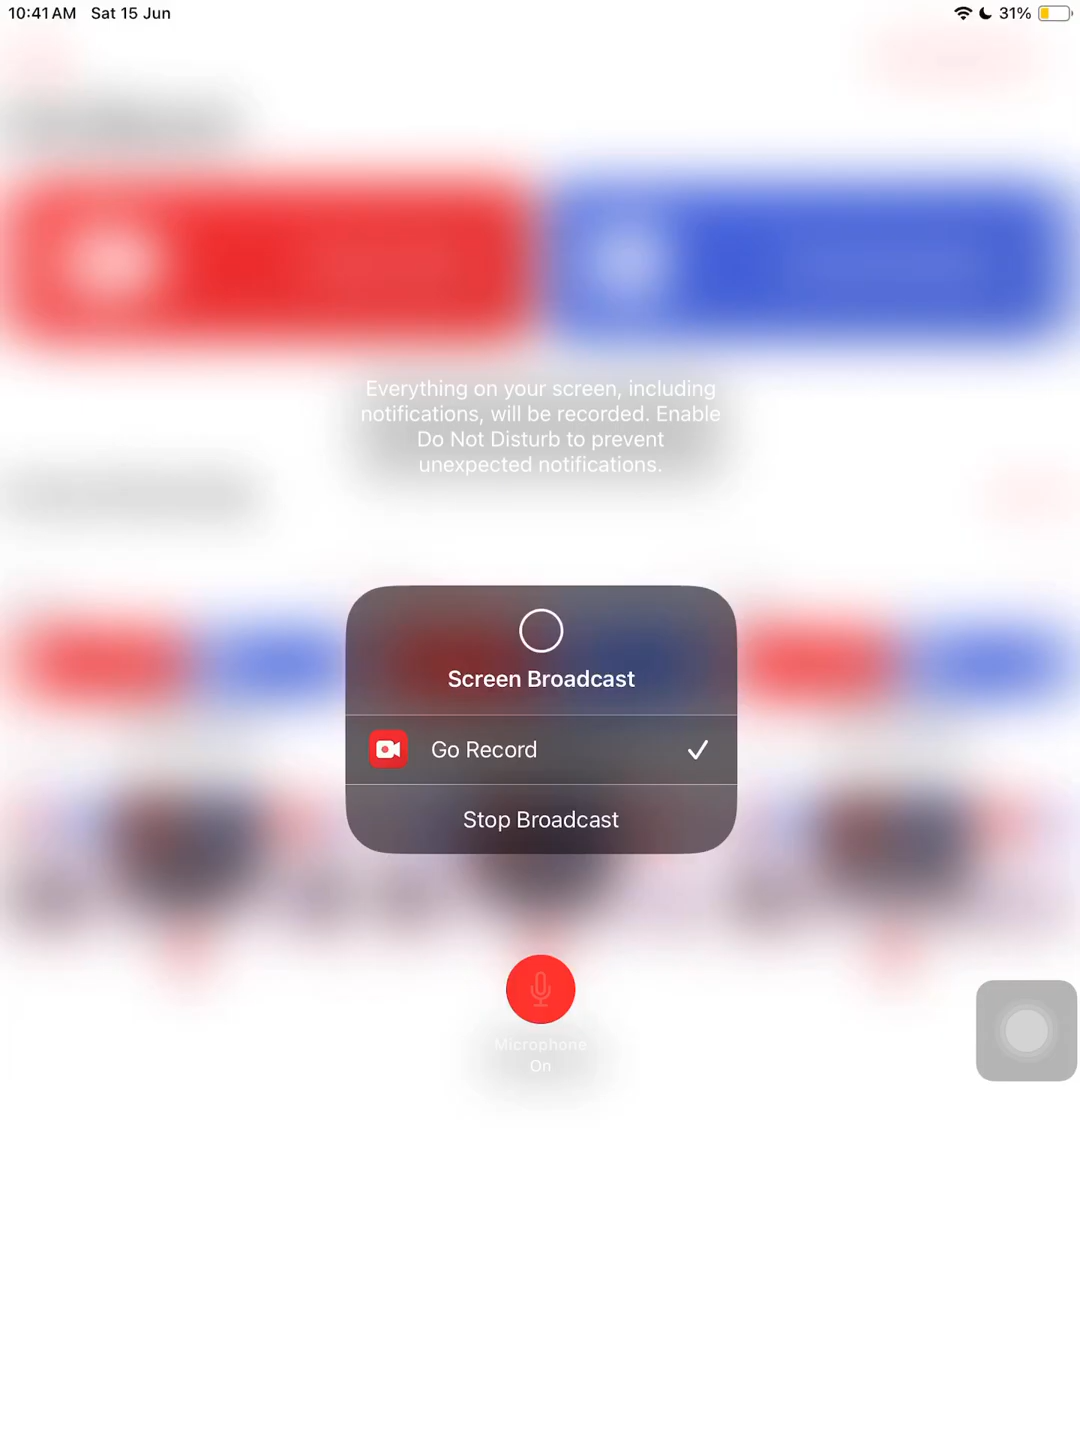 10:41 AM Sat 15 Jun
31%
Everything on your screen, including
notifications, will be recorded. Enable
Do Not Disturb to prevent
unexpected notifications.
Screen Broadcast
Go Record
Stop Broadcast
Microphone
On